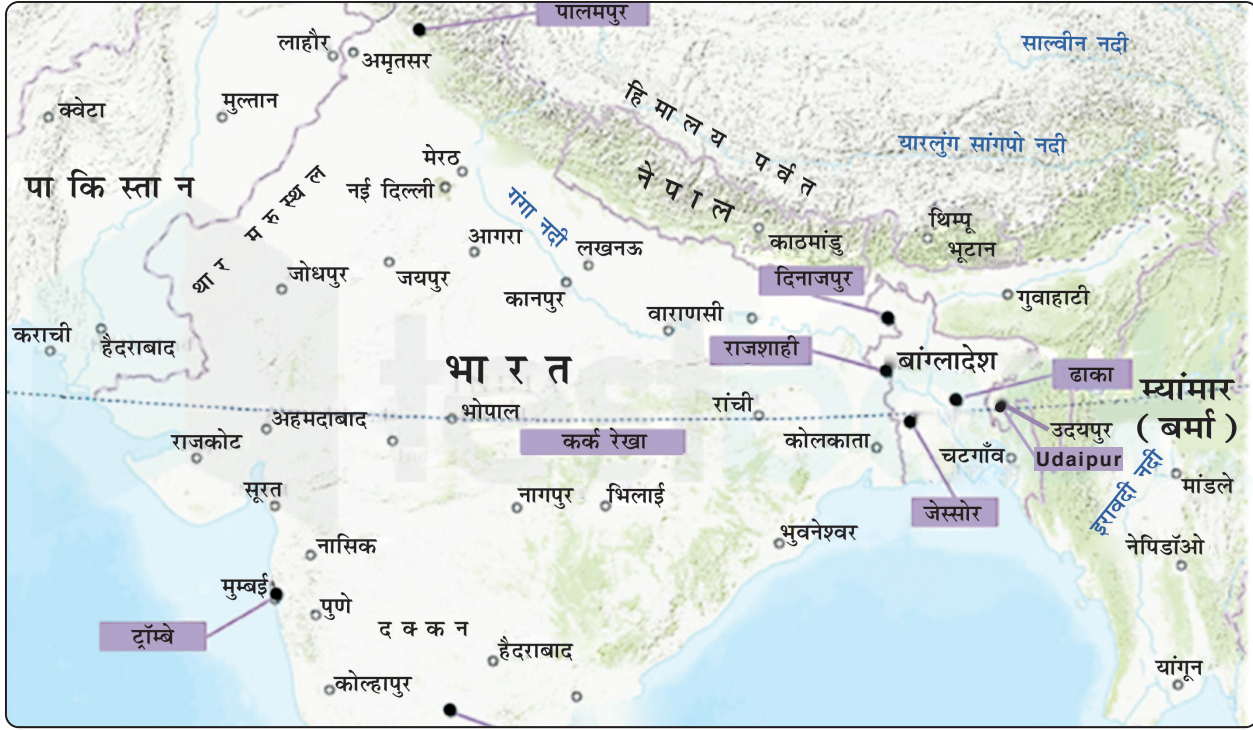 पालमपुर
लाहौर
अमृतसर
साल्वीन नदी
क्वेटा
मुल्तान
हिमालय पर्वत
यारलुंग सांगपो नदी
पाकिस्तान
मेरठ
नई दिल्ली
थार मरुस्थल
नेपाल
गंगा नदी
आगरा
लखनऊ
काठमांडु
थिम्पू
भूटान
जोधपुर
जयपुर
कानपुर
दिनाजपुर
गुवाहाटी
वाराणसी
कराची
हैदराबाद
राजशाही
बांग्लादेश
भारत
ढाका
म्यांमार
(बर्मा)
अहमदाबाद
भोपाल
रांची
राजकोट
कर्क रेखा
कोलकाता
चटगाँव
उदयपुर
Udaipur
सूरत
नागपुर
भिलाई
जेस्सोर
इरावदी नदी
मांडले
नासिक
भुवनेश्वर
नेपिडॉओ
मुम्बई
पुणे
ट्रॉम्बे
दक्कन
हैदराबाद
कोल्हापुर
यांगून